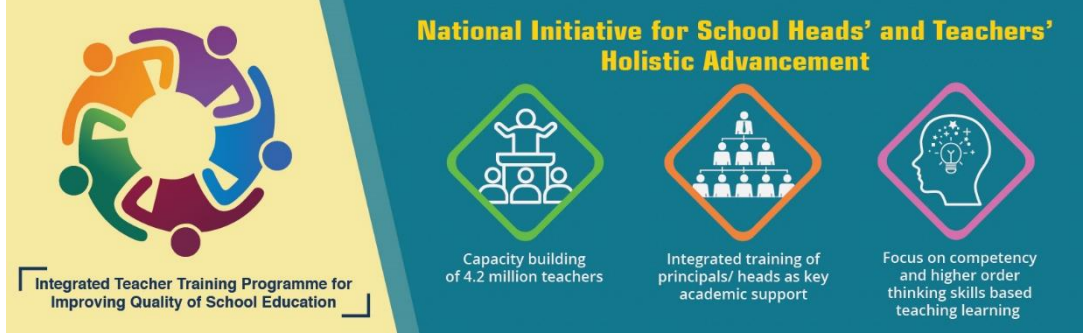 National Initiative for School Heads’ and Teachers’
Holistic Advancement
Integrated Teacher Training Programme for
Improving Quality of School Education
Capacity building
of 4.2 million teachers
Integrated training of
principals/ heads as key
academic support
Focus on competency
and higher order
thinking skills based
teaching learning